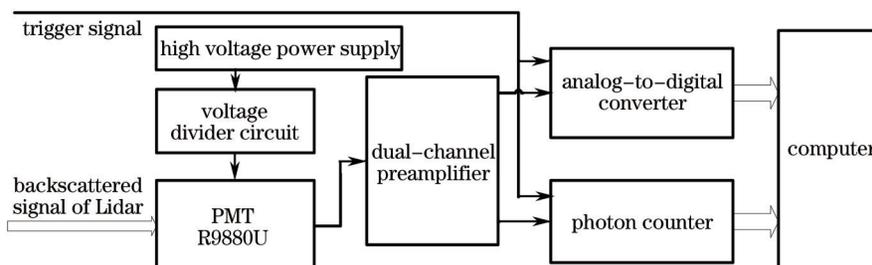 trigger signal
high voltage power supply
voltage
divider circuit
backscattered
signal of Lidar
PMT
R9880U
dual-channel
preamplifier
analog-to-digital
converter
photon counter
computer